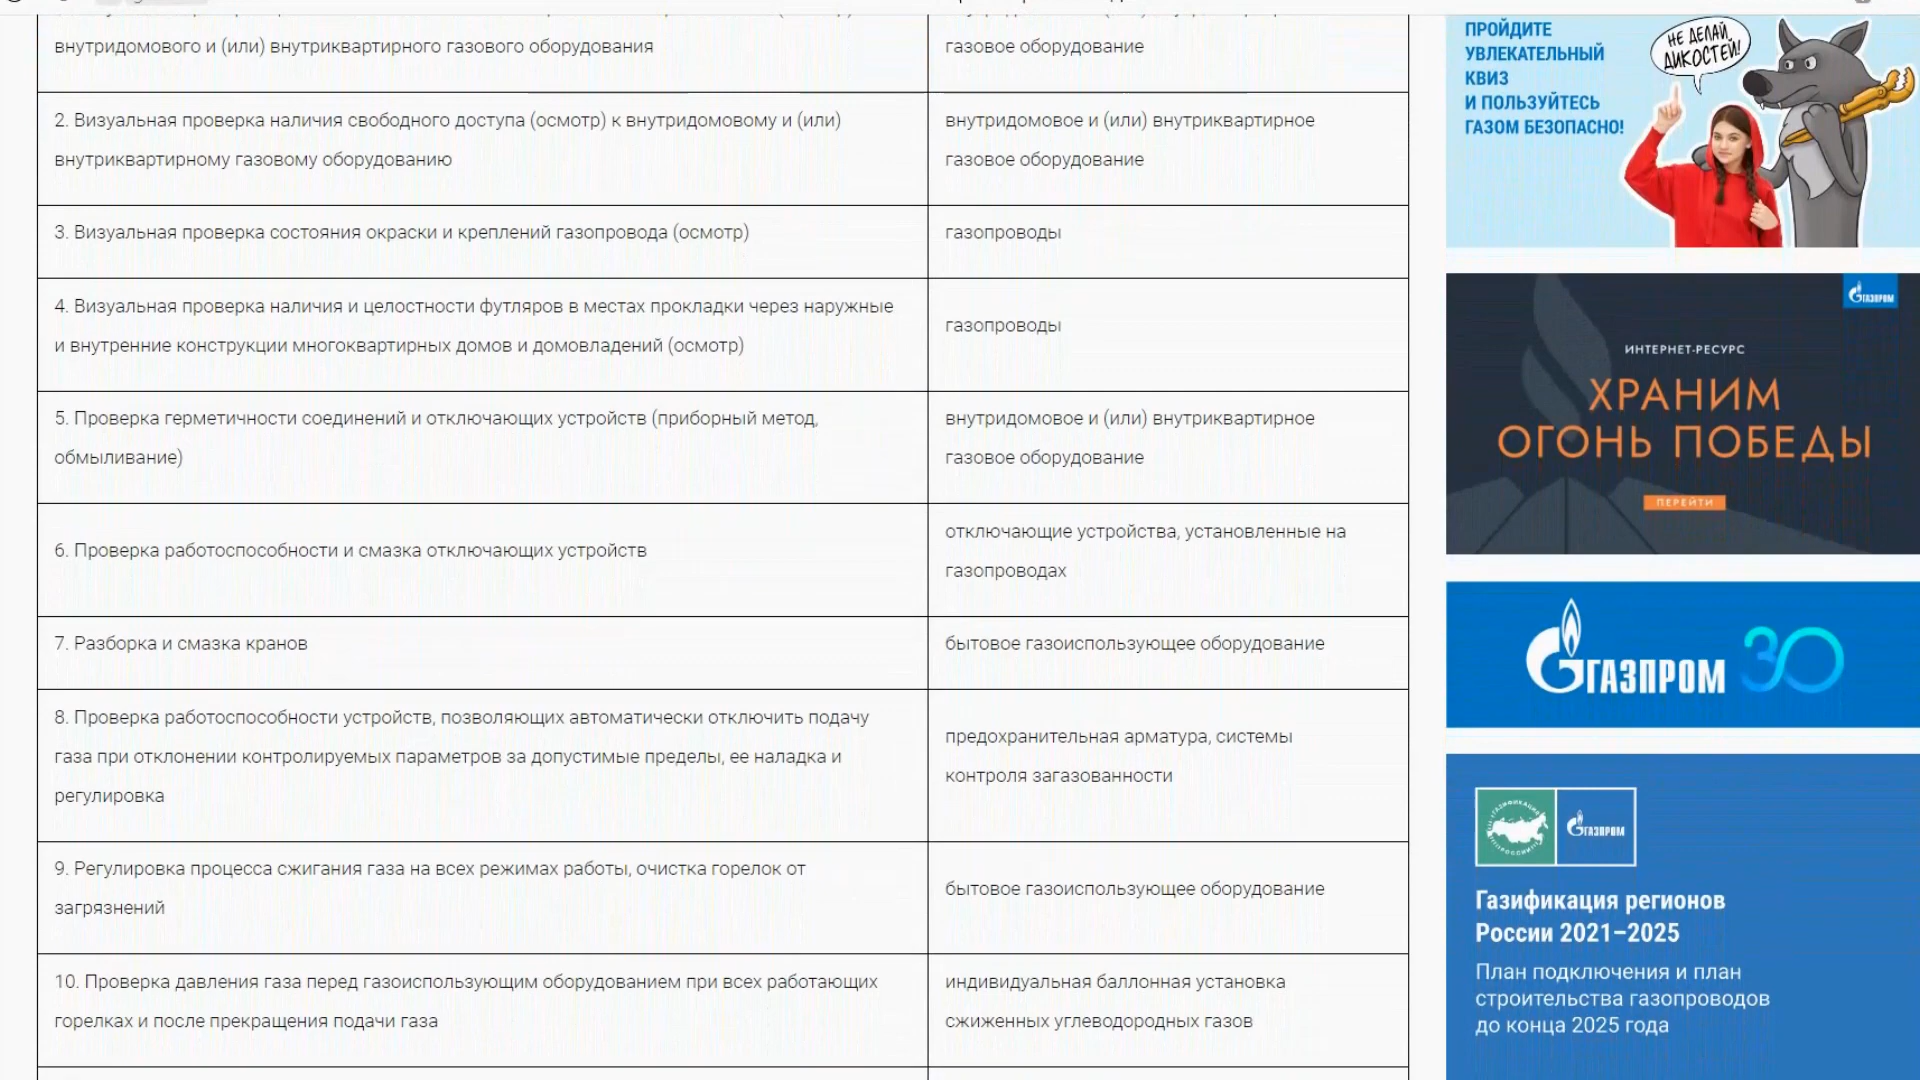 внутридомового и (или) внутриквартирного газового оборудования
газовое оборудование
2. Визуальная проверка наличия свободного доступа (осмотр) к внутридомовому и (или)
внутриквартирному газовому оборудованию
внутридомовое и (или) внутриквартирное
газовое оборудование
3. Визуальная проверка состояния окраски и креплений газопровода (осмотр)
газопроводы
4. Визуальная проверка наличия и целостности футляров в местах прокладки через наружные
и внутренние конструкции многоквартирных домов и домовладений (осмотр)
газопроводы
5. Проверка герметичности соединений и отключающих устройств (приборный метод,
обмыливание)
внутридомовое и (или) внутриквартирное
газовое оборудование
6. Проверка работоспособности и смазка отключающих устройств
отключающие устройства, установленные на
газопроводах
7. Разборка и смазка кранов
бытовое газоиспользующее оборудование
8. Проверка работоспособности устройств, позволяющих автоматически отключить подачу
газа при отклонении контролируемых параметров за допустимые пределы, ее наладка и
регулировка
предохранительная арматура, системы
контроля загазованности
9. Регулировка процесса сжигания газа на всех режимах работы, очистка горелок от
загрязнений
бытовое газоиспользующее оборудование
10. Проверка давления газа перед газоиспользующим оборудованием при всех работающих
горелках и после прекращения подачи газа
индивидуальная баллонная установка
сжиженных углеводородных газов
ПРОЙДИТЕ
УВЛЕКАТЕЛЬНЫЙ
КВИЗ
И ПОЛЬЗУЙТЕСЬ
ГАЗОМ БЕЗОПАСНО!
НЕ ДЕЛАЙ
ДИКОСТЕЙ!
ГАЗПРОМ
ИНТЕРНЕТ-РЕСУРС
ХРАНИМ
ОГОНЬ ПОБЕДЫ
ПЕРЕЙТИ
ГАЗПРОМ 30
ГАЗИФИКАЦИЯ
РОССИИ
ГАЗПРОМ
Газификация регионов
России 2021–2025
План подключения и план
строительства газопроводов
до конца 2025 года